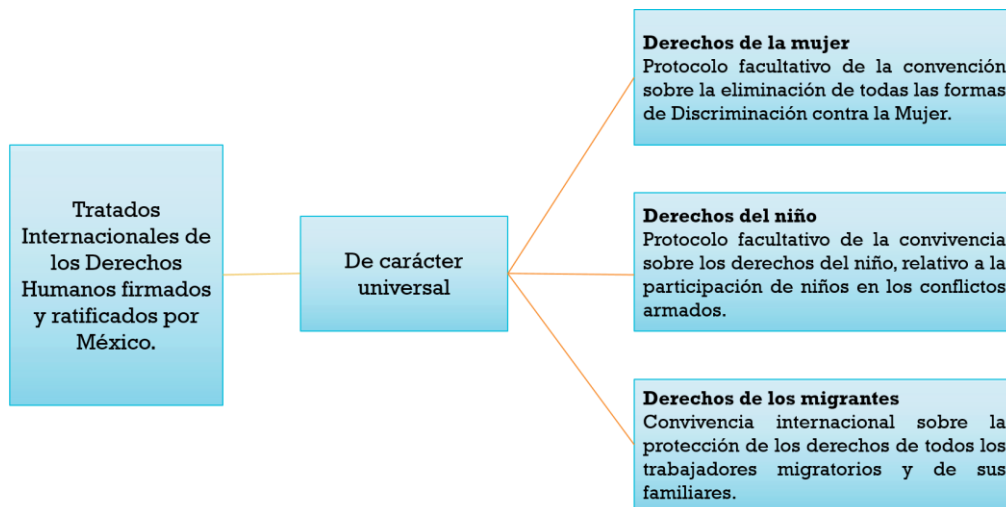 Tratados
Internacionales de
los Derechos
Humanos firmados
y ratificados por
México.
De carácter
universal
Derechos de la mujer
Protocolo facultativo de la convención
sobre la eliminación de todas las formas
de Discriminación contra la Mujer.
Derechos del niño
Protocolo facultativo de la convivencia
sobre los derechos del niño, relativo a la
participación de niños en los conflictos
armados.
Derechos de los migrantes
Convivencia internacional sobre la
protección de los derechos de todos los
trabajadores migratorios y de sus
familiares.